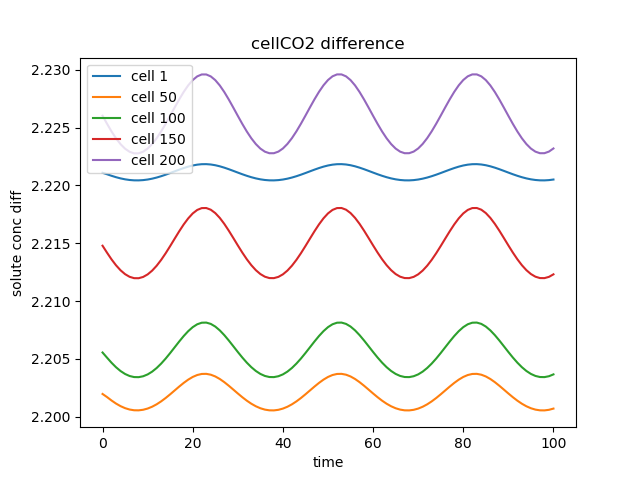 cellCO2 difference
2.230
2.225
2.220
2.215
2.210
2.205
2.200
solute conc diff
cell 1
cell 50
cell 100
cell 150
cell 200
0 20 40 60 80 100
time